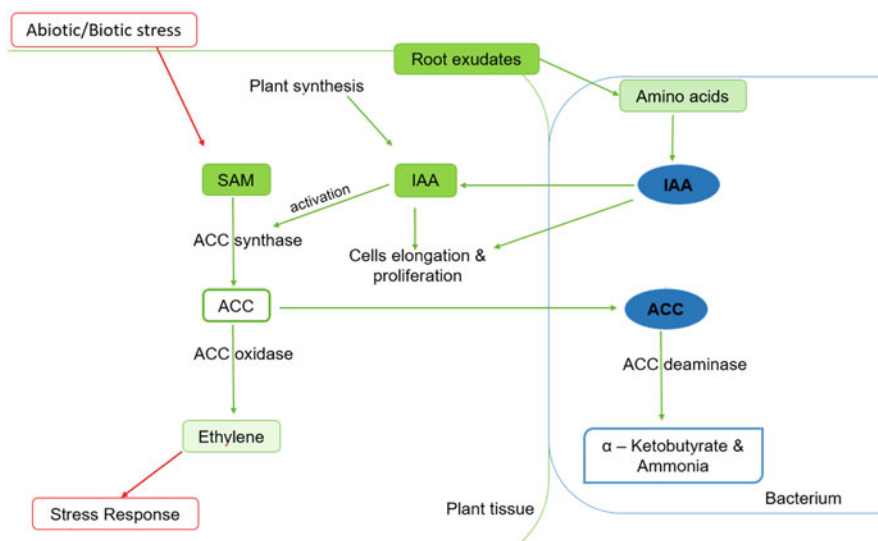 Abiotic/Biotic stress
Root exudates
Plant synthesis
Amino acids
SAM
IAA
IAA
activation
ACC synthase
Cells elongation &
proliferation
ACC
ACC
ACC oxidase
ACC deaminase
Ethylene
α – Ketobutyrate &
Ammonia
Stress Response
Plant tissue
Bacterium